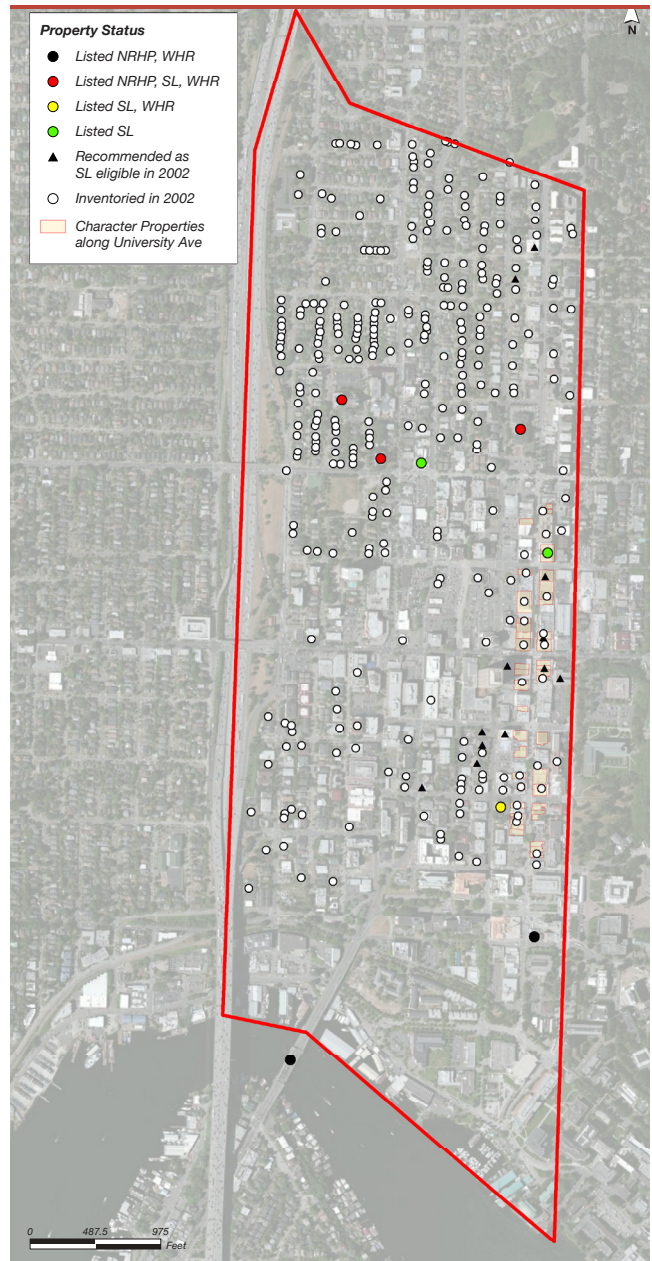 N
Property Status
Listed NRHP, WHR
Listed NRHP, SL, WHR
Listed SL, WHR
Listed SL
Recommended as
SL eligible in 2002
Inventoried in 2002
Character Properties
along University Ave
0 487.5 975
Feet